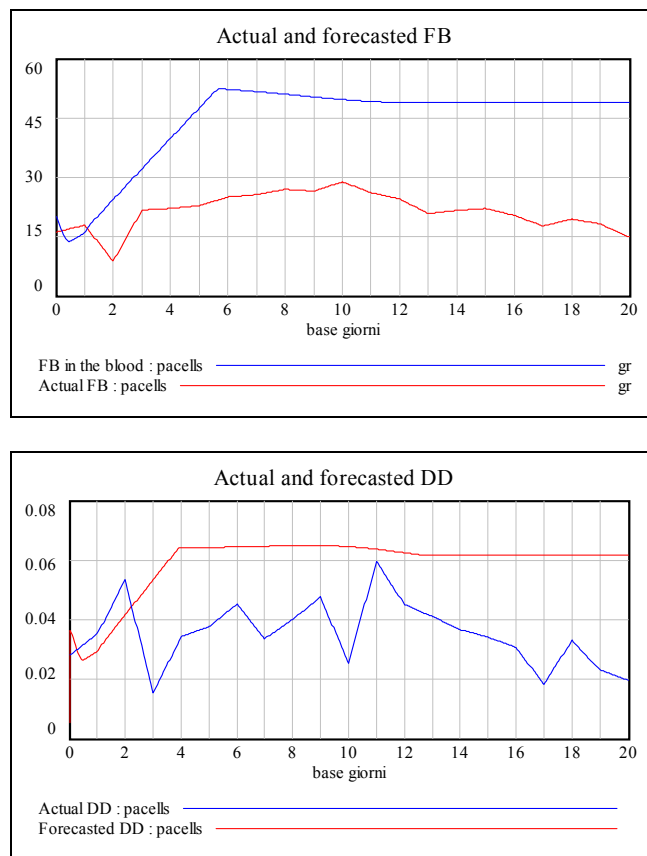 Actual and forecasted FB
60
45
30
15
0
0 2 4 6 8 10 12 14 16 18 20
base giorni
FB in the blood : pacells gr
Actual FB : pacells gr
Actual and forecasted DD
0.08
0.06
0.04
0.02
0
0 2 4 6 8 10 12 14 16 18 20
base giorni
Actual DD : pacells
Forecasted DD : pacells